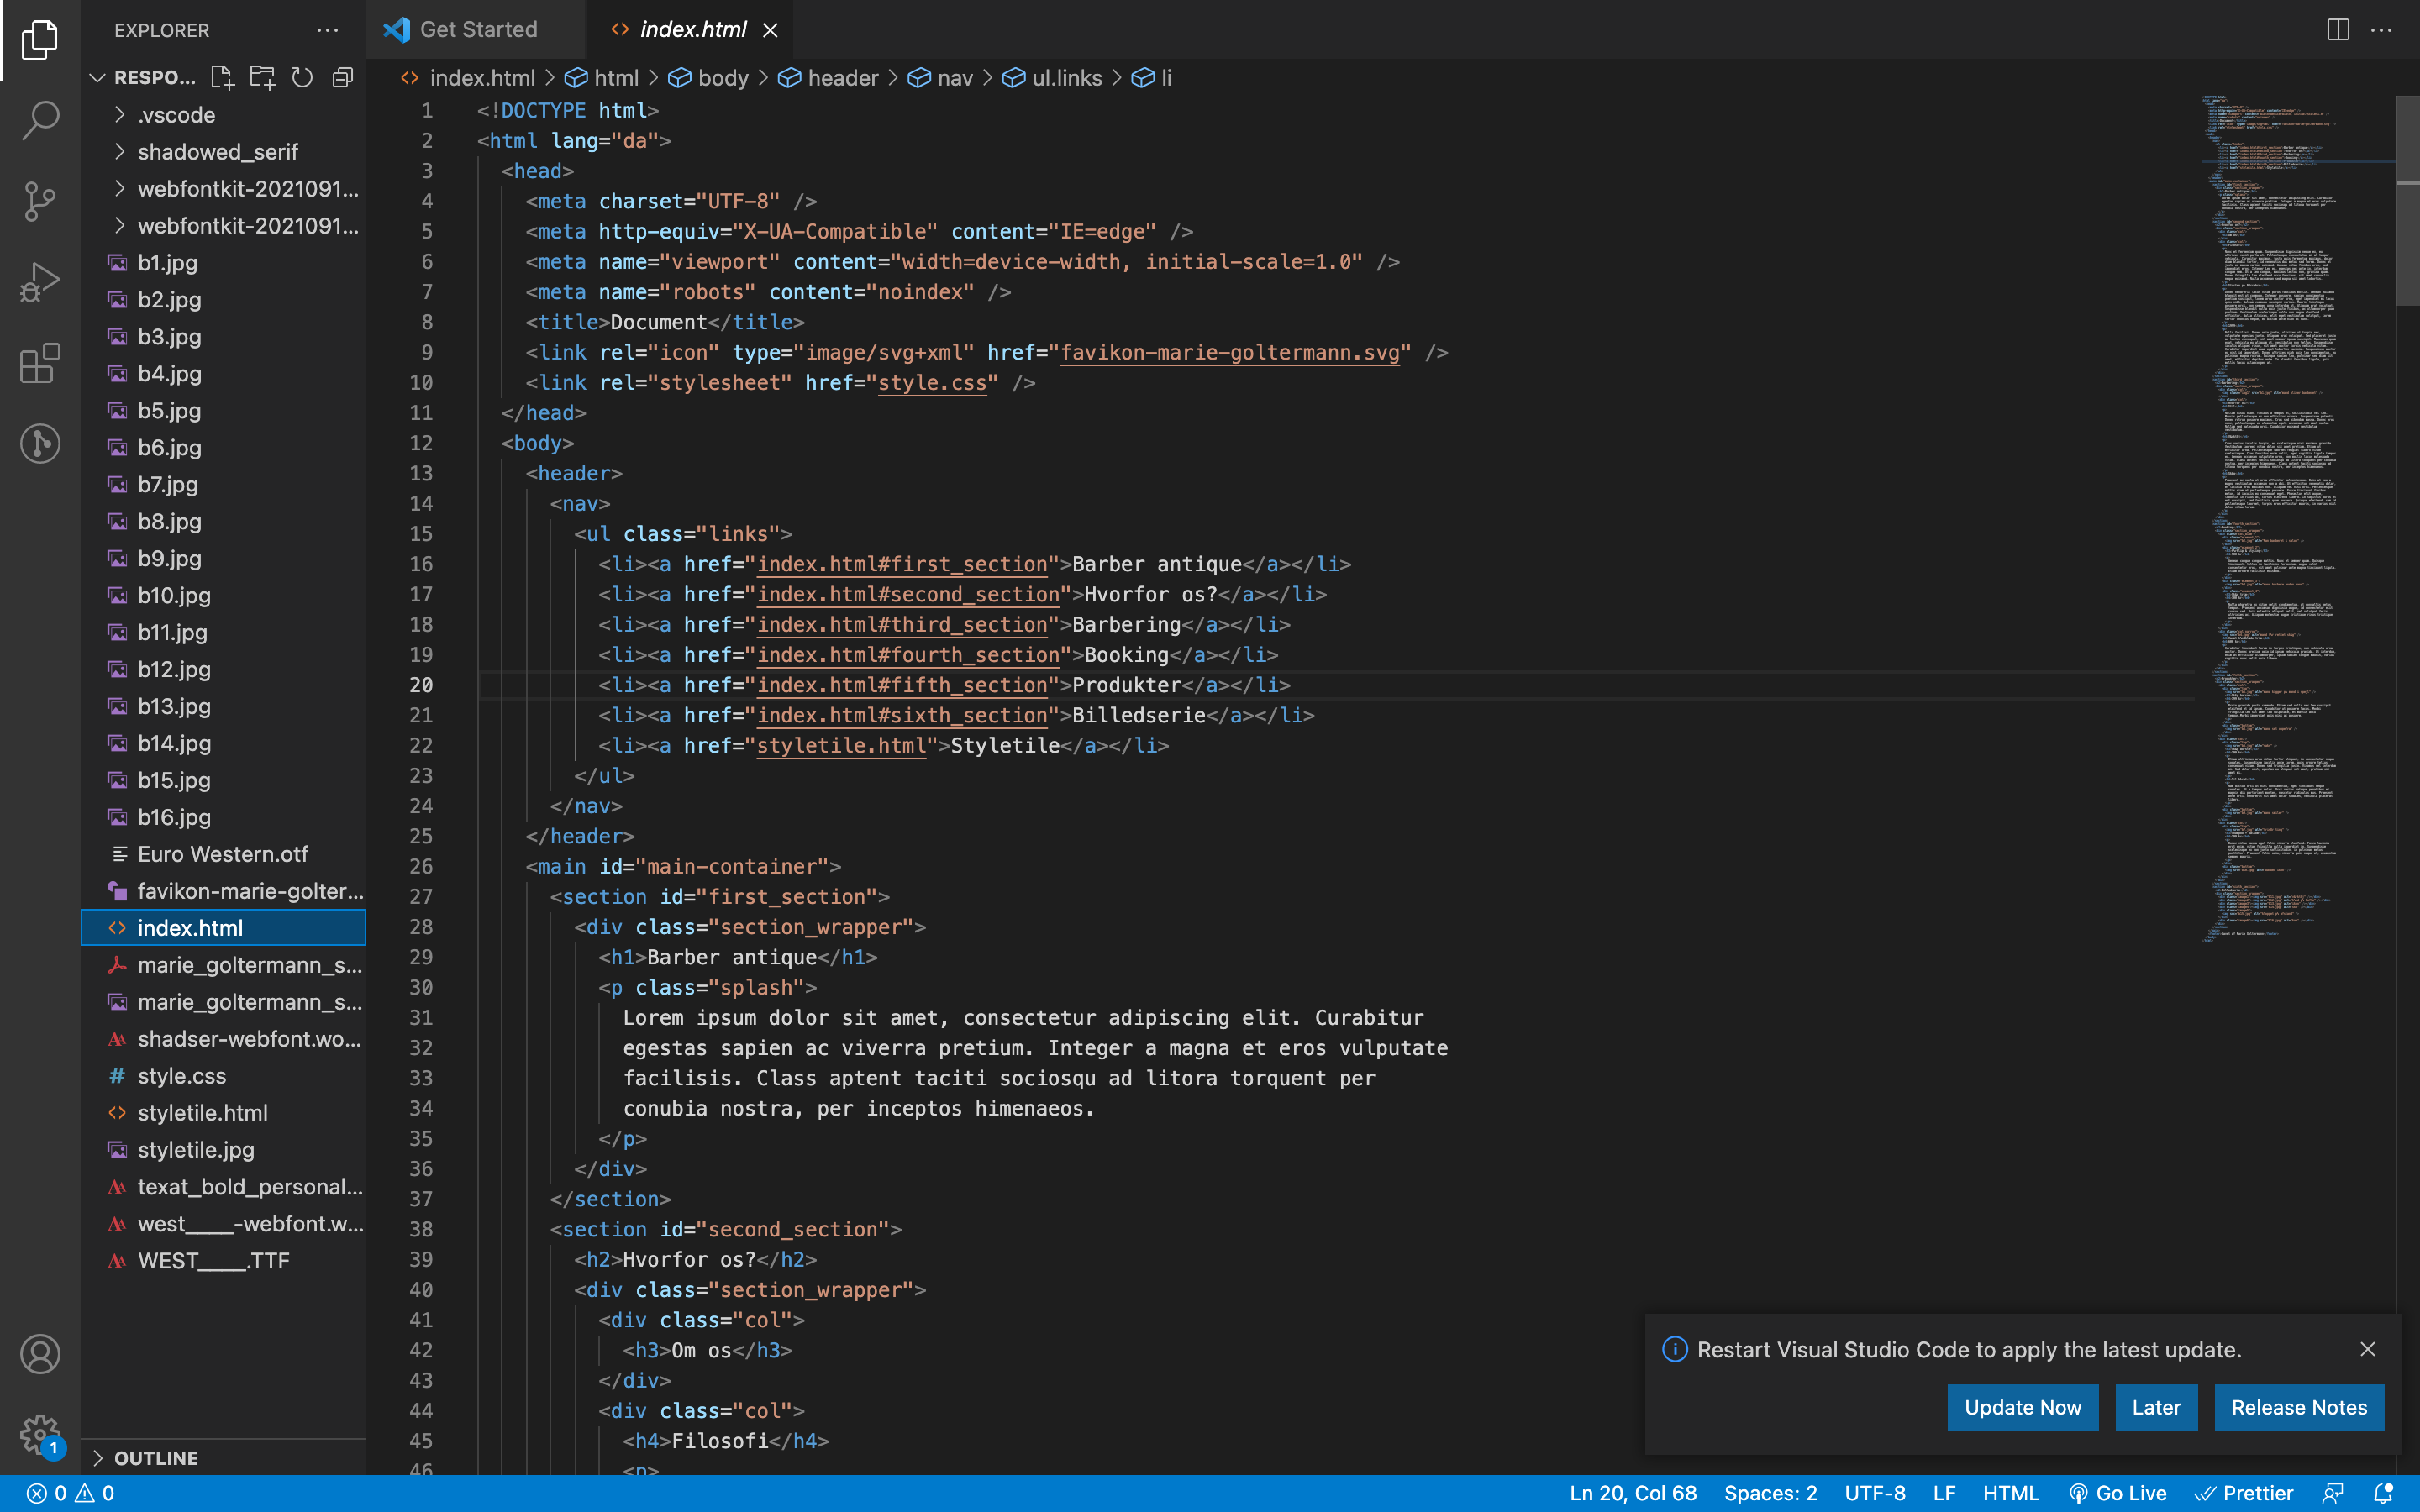 EXPLORER
RESPO...
.vscode
shadowed_serif
webfontkit-2021091...
webfontkit-2021091...
b1.jpg
b2.jpg
b3.jpg
b4.jpg
b5.jpg
b6.jpg
b7.jpg
b8.jpg
b9.jpg
b10.jpg
b11.jpg
b12.jpg
b13.jpg
b14.jpg
b15.jpg
b16.jpg
Euro Western.otf
favikon-marie-golter...
index.html
marie_goltermann_s...
marie_goltermann_s...
shadser-webfont.wo...
style.css
styletile.html
styletile.jpg
texat_bold_personal...
west____-webfont.w...
WEST____.TTF
OUTLINE
1
Get Started
index.html
index.html > html > body > header > nav > ul.links > li
1 <!DOCTYPE html>
2 <html lang="da">
3 <head>
4 <meta charset="UTF-8" />
5 <meta http-equiv="X-UA-Compatible" content="IE=edge" />
6 <meta name="viewport" content="width=device-width, initial-scale=1.0" />
7 <meta name="robots" content="noindex" />
8 <title>Document</title>
9 <link rel="icon" type="image/svg+xml" href="favikon-marie-goltermann.svg" />
10 <link rel="stylesheet" href="style.css" />
11 </head>
12 <body>
13 <header>
14 <nav>
15 <ul class="links">
16 <li><a href="index.html#first_section">Barber antique</a></li>
17 <li><a href="index.html#second_section">Hvorfor os?</a></li>
18 <li><a href="index.html#third_section">Barbering</a></li>
19 <li><a href="index.html#fourth_section">Booking</a></li>
20 <li><a href="index.html#fifth_section">Produkter</a></li>
21 <li><a href="index.html#sixth_section">Billedserie</a></li>
22 <li><a href="styletile.html">Styletile</a></li>
23 </ul>
24 </nav>
25 </header>
26 <main id="main-container">
27 <section id="first_section">
28 <div class="section_wrapper">
29 <h1>Barber antique</h1>
30 <p class="splash">
31 Lorem ipsum dolor sit amet, consectetur adipiscing elit. Curabitur
32 egestas sapien ac viverra pretium. Integer a magna et eros vulputate
33 facilisis. Class aptent taciti sociosqu ad litora torquent per
34 conubia nostra, per inceptos himenaeos.
35 </p>
36 </div>
37 </section>
38 <section id="second_section">
39 <h2>Hvorfor os?</h2>
40 <div class="section_wrapper">
41 <div class="col">
42 <h3>Om os</h3>
43 </div>
44 <div class="col">
45 <h4>Filosofi</h4>
46 <p>
Restart Visual Studio Code to apply the latest update.
Update Now
Later
Release Notes
0 0
Ln 20, Col 68
Spaces: 2
UTF-8
LF
HTML
Go Live
Prettier